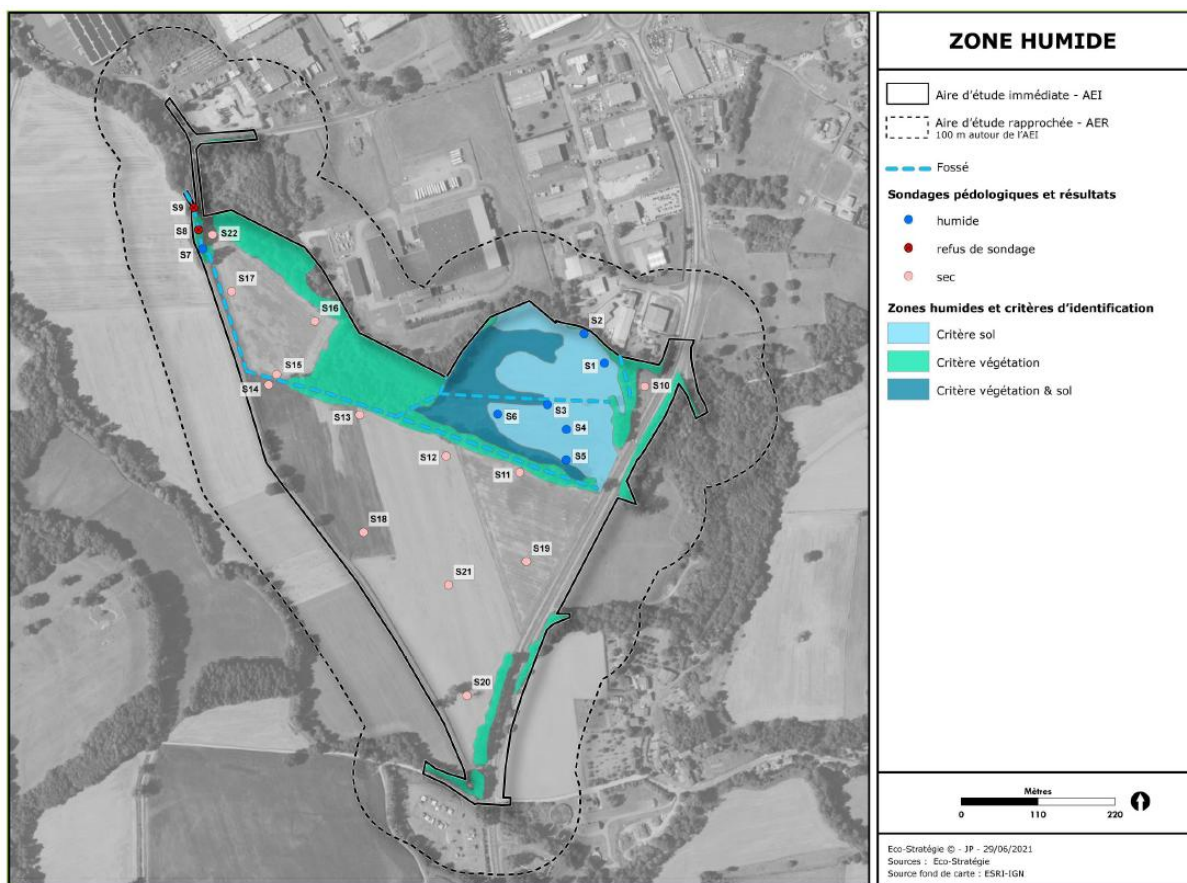 ZONE HUMIDE
Aire d'étude immédiate - AEI
Aire d'étude rapprochée - AER
100 m autour de l'AEI
Fossé
Sondages pédologiques et résultats
humide
refus de sondage
sec
Zones humides et critères d'identification
Critère sol
Critère végétation
Critère végétation & sol
Mètres
0 110 220
Eco-Stratégie © - JP - 29/06/2021
Sources : Eco-Stratégie
Source fond de carte : ESRI-IGN
S9
S8
S22
S7
S17
S16
S2
S1
S15
S14
S10
S13
S3
S6
S4
S12
S5
S11
S18
S19
S21
S20